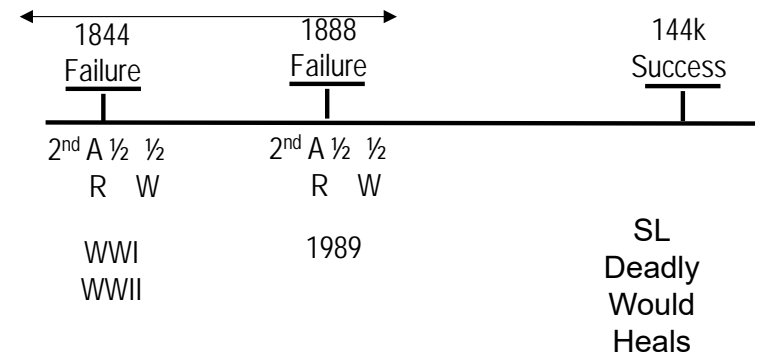 1844 1888 144k
Failure Failure Success
2nd A ½ ½ 2nd A ½ ½
R W R W
WWI 1989 SL
WWII Deadly
Would
Heals